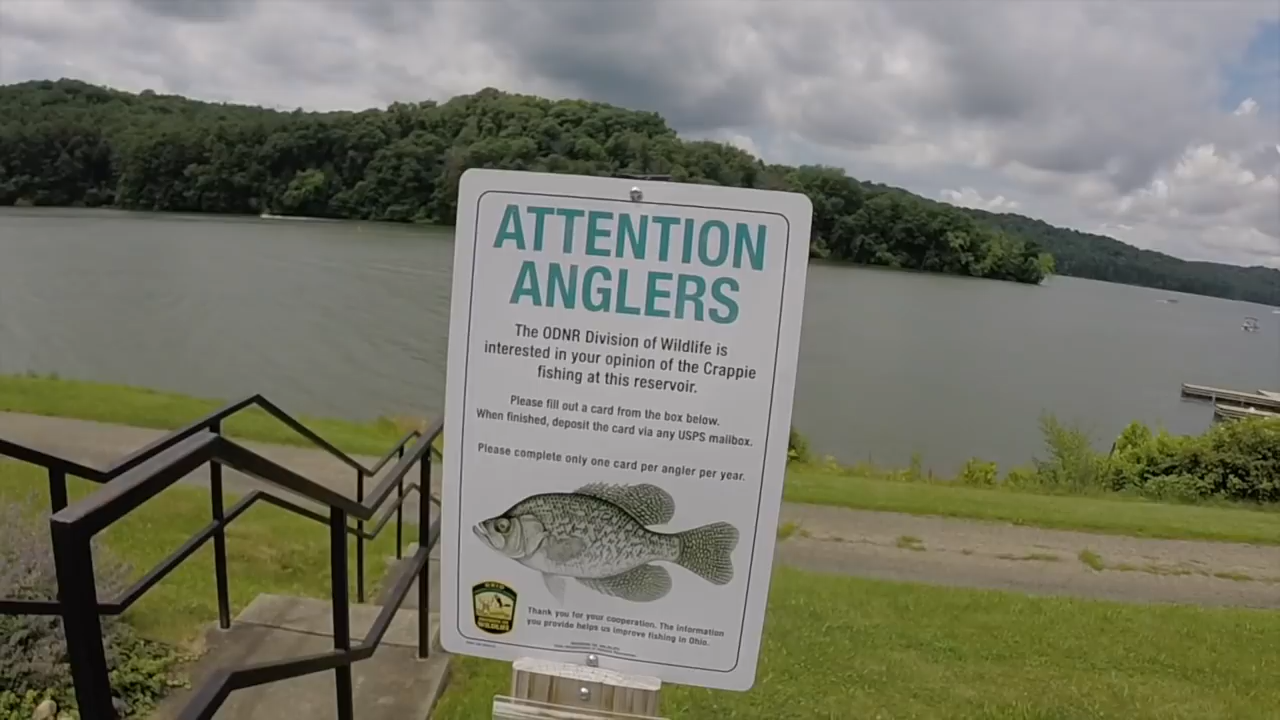 ATTENTION
ANGLERS
The ODNR Division of Wildlife is
interested in your opinion of the Crappie
fishing at this reservoir.
Please fill out a card from the box below.
When finished, deposit the card via any USPS mailbox.
Please complete only one card per angler per year.
OHIO
WILDLIFE
Thank you for your cooperation. The information
you provide helps us improve fishing in Ohio.